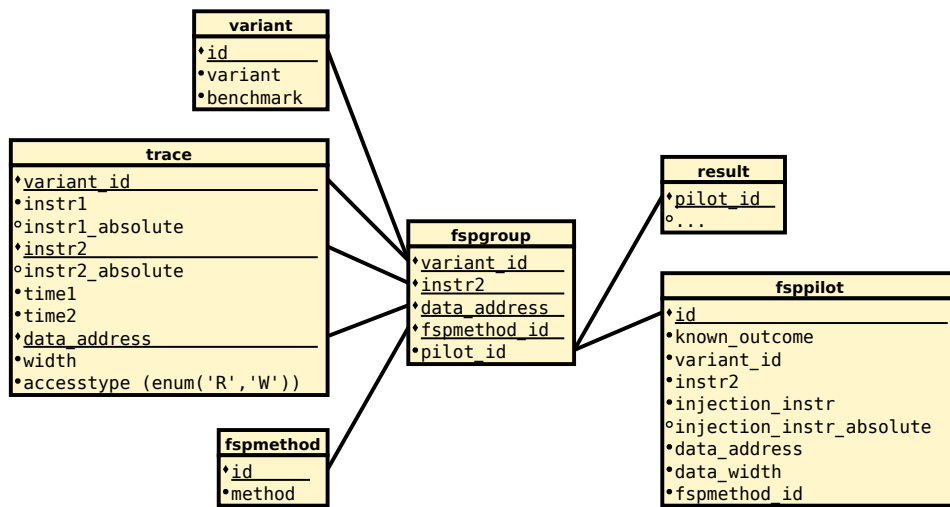 variant
id
variant
benchmark
trace
variant_id
instr1
instr1_absolute
instr2
instr2_absolute
time1
time2
data_address
width
accesstype (enum('R','W'))
fspmethod
id
method
fspgroup
variant_id
instr2
data_address
fspmethod_id
pilot_id
result
pilot_id
...
fsppilot
id
known_outcome
variant_id
instr2
injection_instr
injection_instr_absolute
data_address
data_width
fspmethod_id